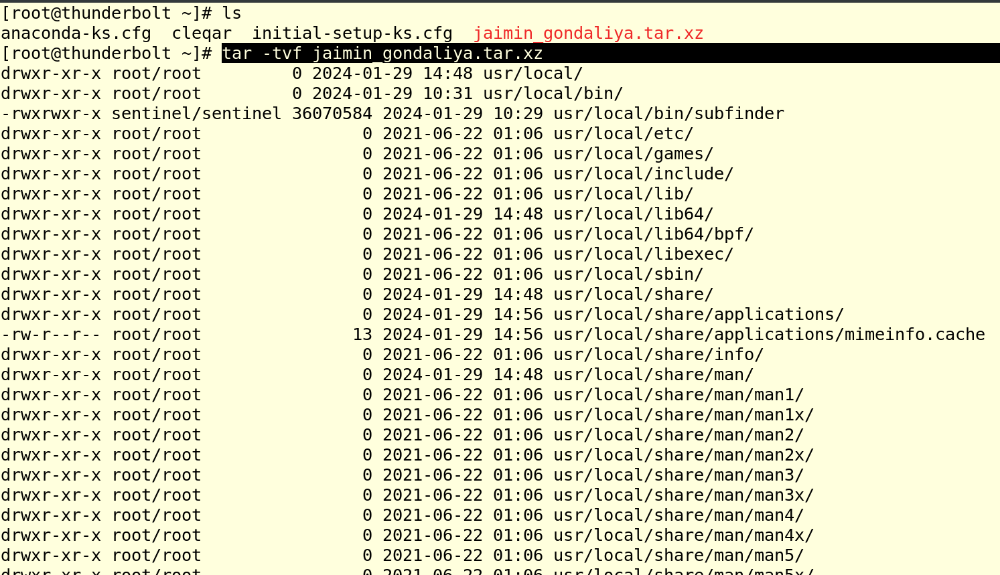 [root@thunderbolt ~]# ls
anaconda-ks.cfg  cleqar  initial-setup-ks.cfg  jaimin_gondaliya.tar.xz
[root@thunderbolt ~]# tar -tvf jaimin_gondaliya.tar.xz
drwxr-xr-x root/root         0 2024-01-29 14:48 usr/local/
drwxr-xr-x root/root         0 2024-01-29 10:31 usr/local/bin/
-rwxrwxr-x sentinel/sentinel 36070584 2024-01-29 10:29 usr/local/bin/subfinder
drwxr-xr-x root/root                0 2021-06-22 01:06 usr/local/etc/
drwxr-xr-x root/root                0 2021-06-22 01:06 usr/local/games/
drwxr-xr-x root/root                0 2021-06-22 01:06 usr/local/include/
drwxr-xr-x root/root                0 2021-06-22 01:06 usr/local/lib/
drwxr-xr-x root/root                0 2024-01-29 14:48 usr/local/lib64/
drwxr-xr-x root/root                0 2021-06-22 01:06 usr/local/lib64/bpf/
drwxr-xr-x root/root                0 2021-06-22 01:06 usr/local/libexec/
drwxr-xr-x root/root                0 2021-06-22 01:06 usr/local/sbin/
drwxr-xr-x root/root                0 2024-01-29 14:48 usr/local/share/
drwxr-xr-x root/root                0 2024-01-29 14:56 usr/local/share/applications/
-rw-r--r-- root/root               13 2024-01-29 14:56 usr/local/share/applications/mimeinfo.cache
drwxr-xr-x root/root                0 2021-06-22 01:06 usr/local/share/info/
drwxr-xr-x root/root                0 2024-01-29 14:48 usr/local/share/man/
drwxr-xr-x root/root                0 2021-06-22 01:06 usr/local/share/man/man1/
drwxr-xr-x root/root                0 2021-06-22 01:06 usr/local/share/man/man1x/
drwxr-xr-x root/root                0 2021-06-22 01:06 usr/local/share/man/man2/
drwxr-xr-x root/root                0 2021-06-22 01:06 usr/local/share/man/man2x/
drwxr-xr-x root/root                0 2021-06-22 01:06 usr/local/share/man/man3/
drwxr-xr-x root/root                0 2021-06-22 01:06 usr/local/share/man/man3x/
drwxr-xr-x root/root                0 2021-06-22 01:06 usr/local/share/man/man4/
drwxr-xr-x root/root                0 2021-06-22 01:06 usr/local/share/man/man4x/
drwxr-xr-x root/root                0 2021-06-22 01:06 usr/local/share/man/man5/
drwxr-xr-x root/root                0 2021-06-22 01:06 usr/local/share/man/man5x/